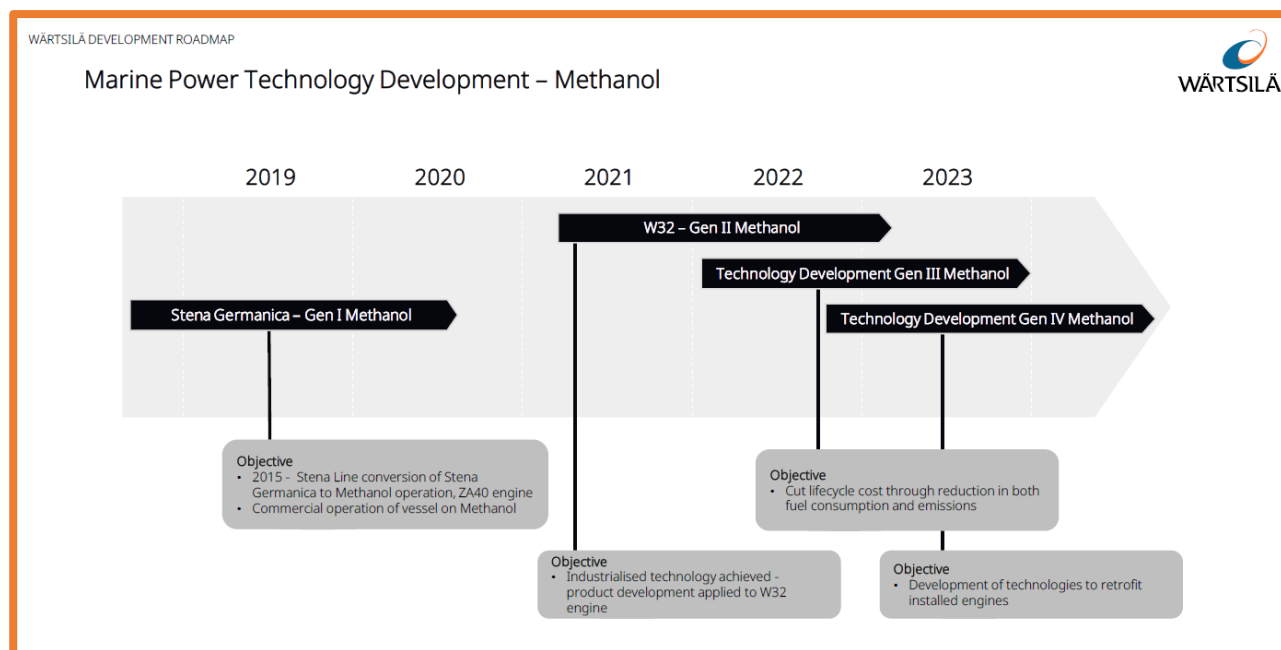 WÄRTSILÄ DEVELOPMENT ROADMAP
WÄRTSILÄ
Marine Power Technology Development – Methanol
2019
2020
2021
2022
2023
W32 – Gen II Methanol
Technology Development Gen III Methanol
Stena Germanica – Gen I Methanol
Technology Development Gen IV Methanol
Objective
• 2015 - Stena Line conversion of Stena
Germanica to Methanol operation, ZA40 engine
• Commercial operation of vessel on Methanol
Objective
• Cut lifecycle cost through reduction in both
fuel consumption and emissions
Objective
• Industrialised technology achieved -
product development applied to W32
engine
Objective
• Development of technologies to retrofit
installed engines